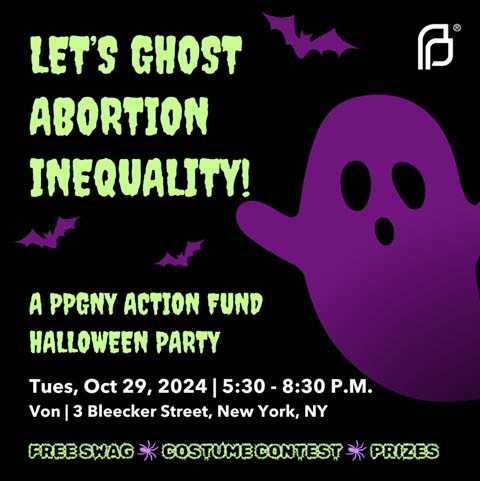 LET'S GHOST
ABORTION
INEQUALITY!
A PPGNY ACTION FUND
HALLOWEEN PARTY
Tues, Oct 29, 2024 | 5:30 - 8:30 P.M.
Von | 3 Bleecker Street, New York, NY
FREE SWAG COSTUME CONTEST PRIZES